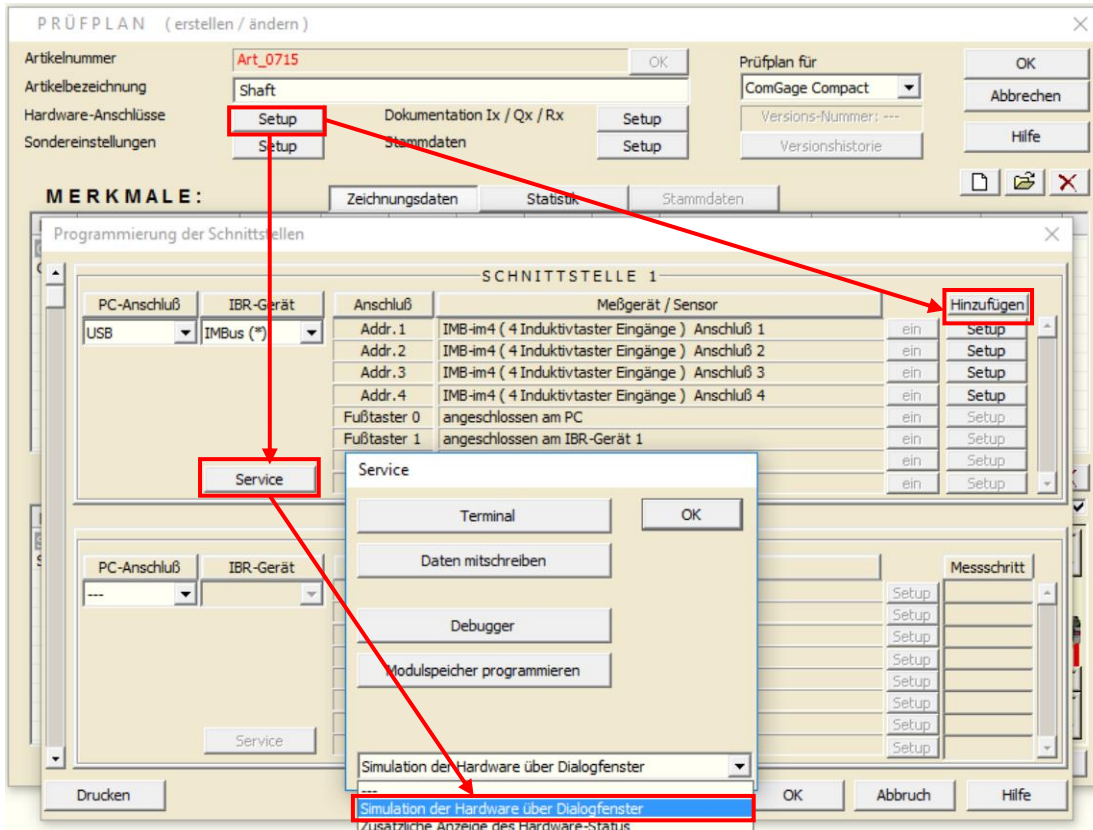 PRÜFPLAN ( erstellen / ändern )
Artikelnummer Art_0715 OK Prüfplan für OK
Artikelbezeichnung Shaft ComGage Compact Abbrechen
Hardware-Anschlüsse Setup Dokumentation Ix / Qx / Rx Setup Versions-Nummer: ---
Sondereinstellungen Setup Stammdaten Setup Versionshistorie Hilfe
MERKMALE: Zeichnungsdaten Statistik Stammdaten
Programmierung der Schnittstellen
SCHNITTSTELLE 1
PC-Anschluß IBR-Gerät Anschluß Meßgerät / Sensor Hinzufügen
USB IMBus (*) Addr.1 IMB-im4 ( 4 Induktivtaster Eingänge ) Anschluß 1 ein Setup
Addr.2 IMB-im4 ( 4 Induktivtaster Eingänge ) Anschluß 2 ein Setup
Addr.3 IMB-im4 ( 4 Induktivtaster Eingänge ) Anschluß 3 ein Setup
Addr.4 IMB-im4 ( 4 Induktivtaster Eingänge ) Anschluß 4 ein Setup
Fußtaster 0 angeschlossen am PC ein Setup
Fußtaster 1 angeschlossen am IBR-Gerät 1 ein Setup
ein Setup
Service ein Setup
Service
Terminal OK
Daten mitschreiben
PC-Anschluß IBR-Gerät Messschritt
--- Setup
Setup
Debugger Setup
Setup
Modulspeicher programmieren Setup
Setup
Setup
Service Setup
Simulation der Hardware über Dialogfenster
---
Drucken Simulation der Hardware über Dialogfenster OK Abbruch Hilfe
Zusätzliche Anzeige des Hardware-Status